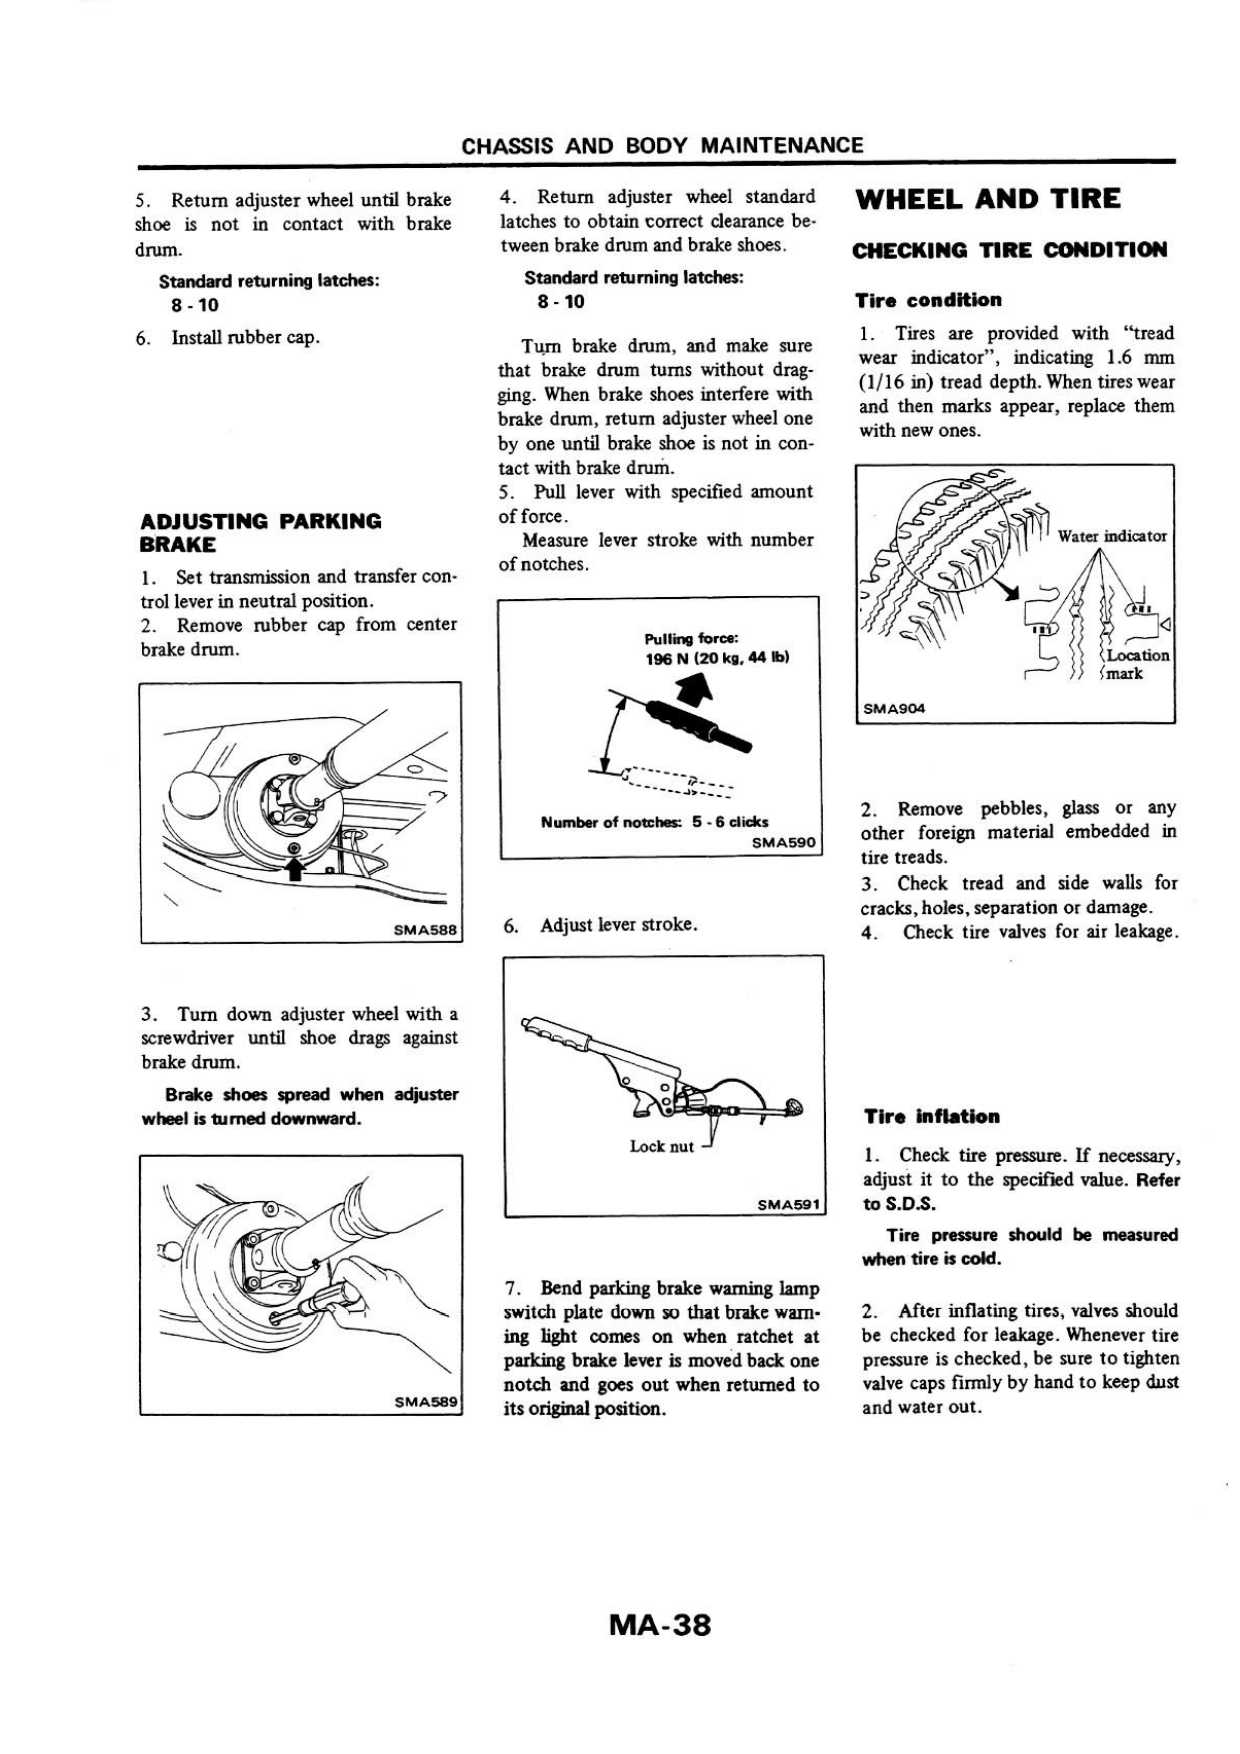 CHASSIS AND BODY MAINTENANCE
5. Return adjuster wheel until brake
shoe is not in contact with brake
drum.
Standard returning latches:
8 - 10
6. Install rubber cap.
ADJUSTING PARKING
BRAKE
1. Set transmission and transfer con-
trol lever in neutral position.
2. Remove rubber cap from center
brake drum.
SMA588
3. Turn down adjuster wheel with a
screwdriver until shoe drags against
brake drum.
Brake shoes spread when adjuster
wheel is turned downward.
SMA589
4. Return adjuster wheel standard
latches to obtain correct clearance be-
tween brake drum and brake shoes.
Standard returning latches:
8 - 10
Turn brake drum, and make sure
that brake drum turns without drag-
ging. When brake shoes interfere with
brake drum, return adjuster wheel one
by one until brake shoe is not in con-
tact with brake drum.
5. Pull lever with specified amount
of force.
Measure lever stroke with number
of notches.
Pulling force:
196 N (20 kg, 44 lb)
Number of notches: 5 - 6 clicks
SMA590
6. Adjust lever stroke.
Lock nut
SMA591
7. Bend parking brake warning lamp
switch plate down so that brake warn-
ing light comes on when ratchet at
parking brake lever is moved back one
notch and goes out when returned to
its original position.
WHEEL AND TIRE
CHECKING TIRE CONDITION
Tire condition
1. Tires are provided with “tread
wear indicator”, indicating 1.6 mm
(1/16 in) tread depth. When tires wear
and then marks appear, replace them
with new ones.
Water indicator
Location
mark
SMA904
2. Remove pebbles, glass or any
other foreign material embedded in
tire treads.
3. Check tread and side walls for
cracks, holes, separation or damage.
4. Check tire valves for air leakage.
Tire inflation
1. Check tire pressure. If necessary,
adjust it to the specified value. Refer
to S.D.S.
Tire pressure should be measured
when tire is cold.
2. After inflating tires, valves should
be checked for leakage. Whenever tire
pressure is checked, be sure to tighten
valve caps firmly by hand to keep dust
and water out.
MA-38